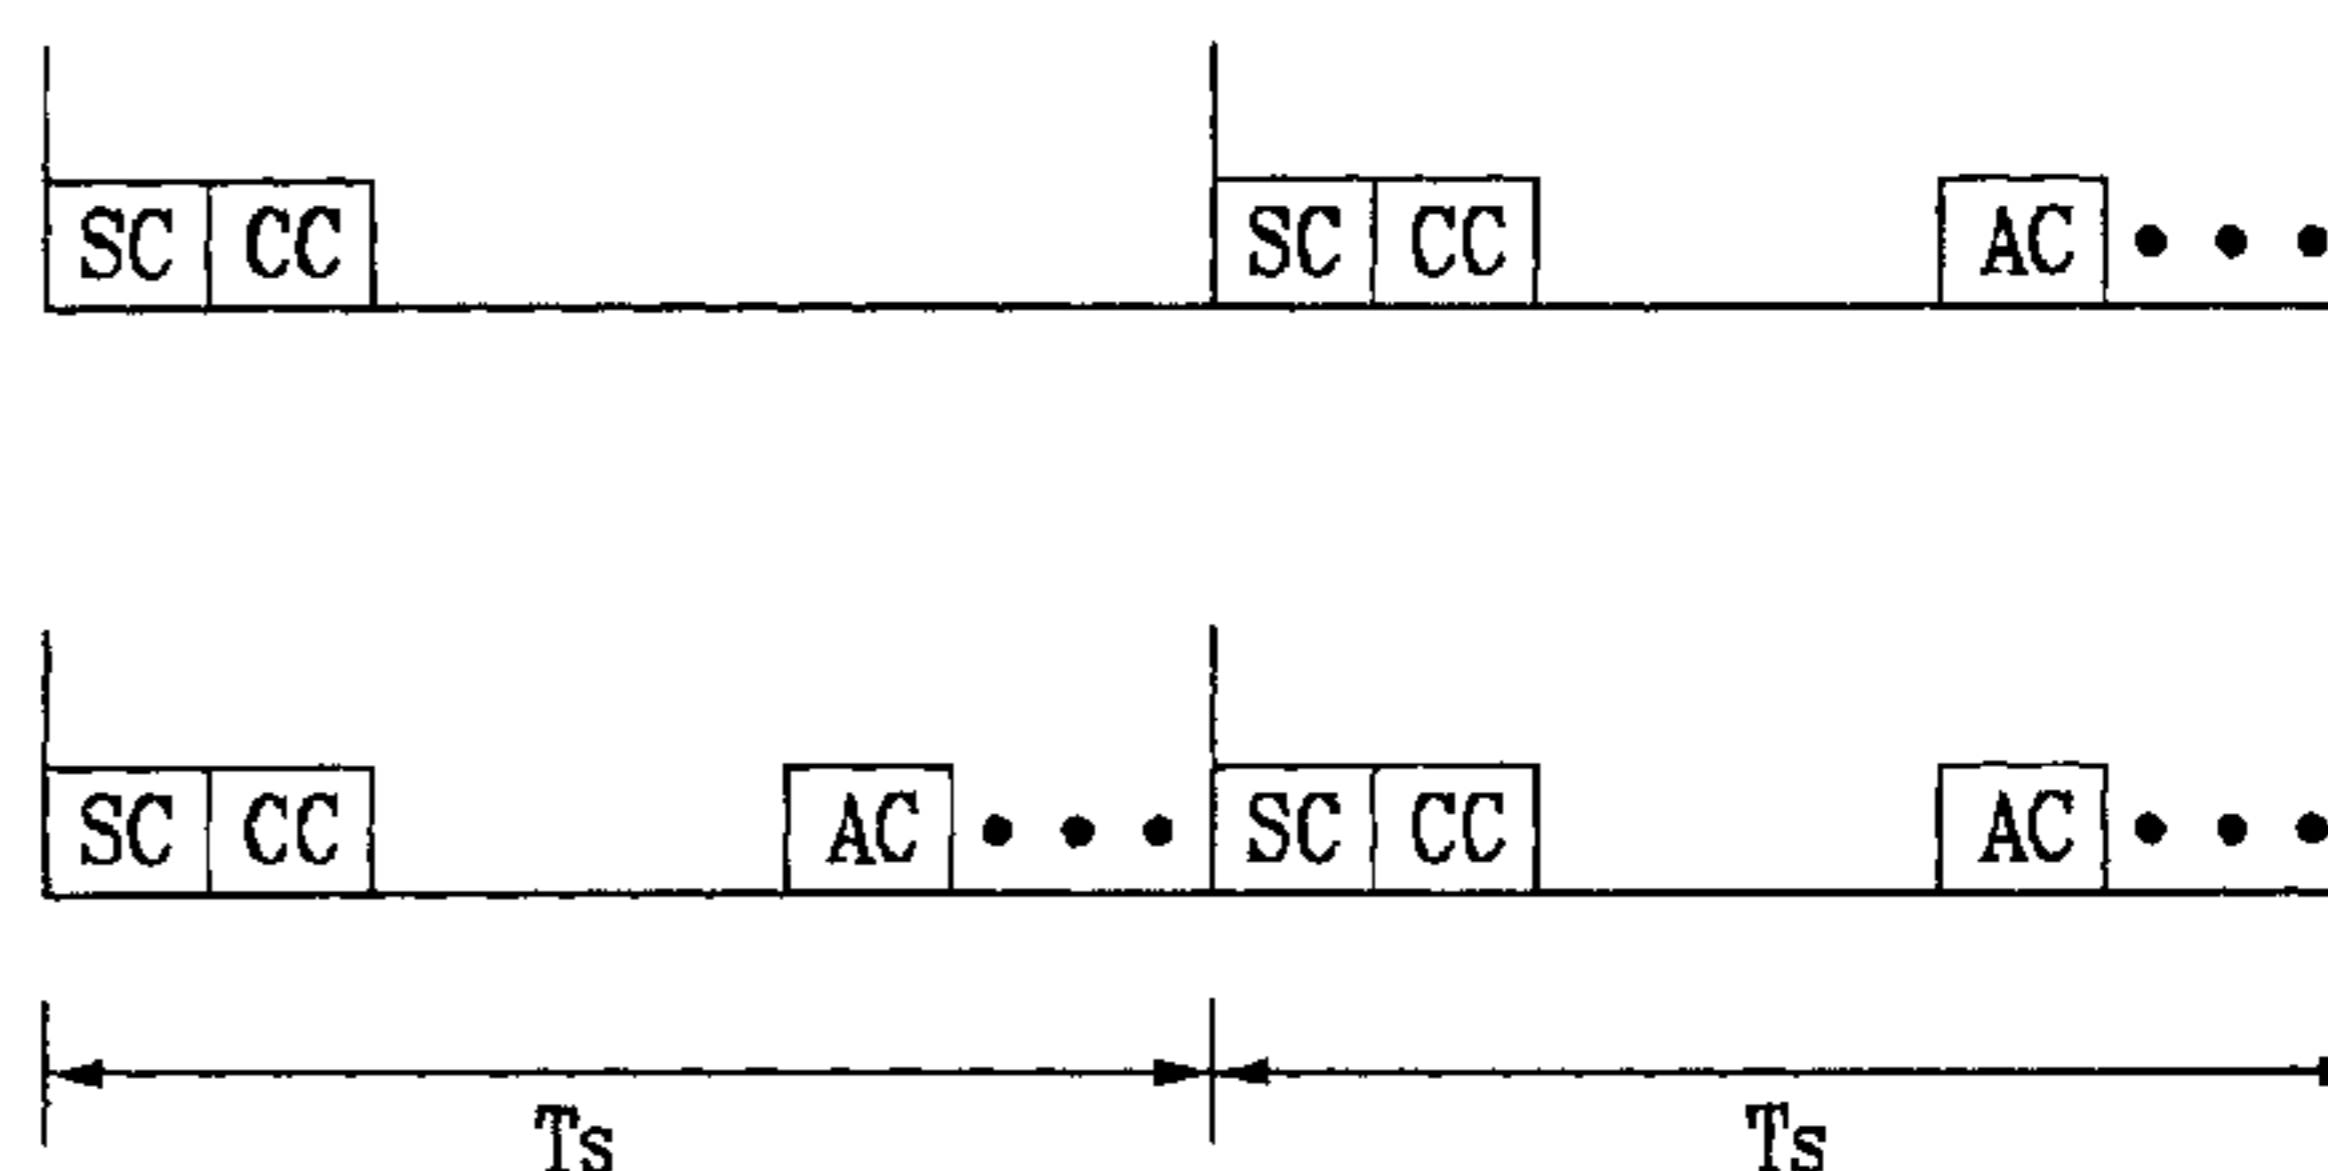 SC CC SC CC AC • • •
SC CC AC • • • SC CC AC • • •
Ts Ts